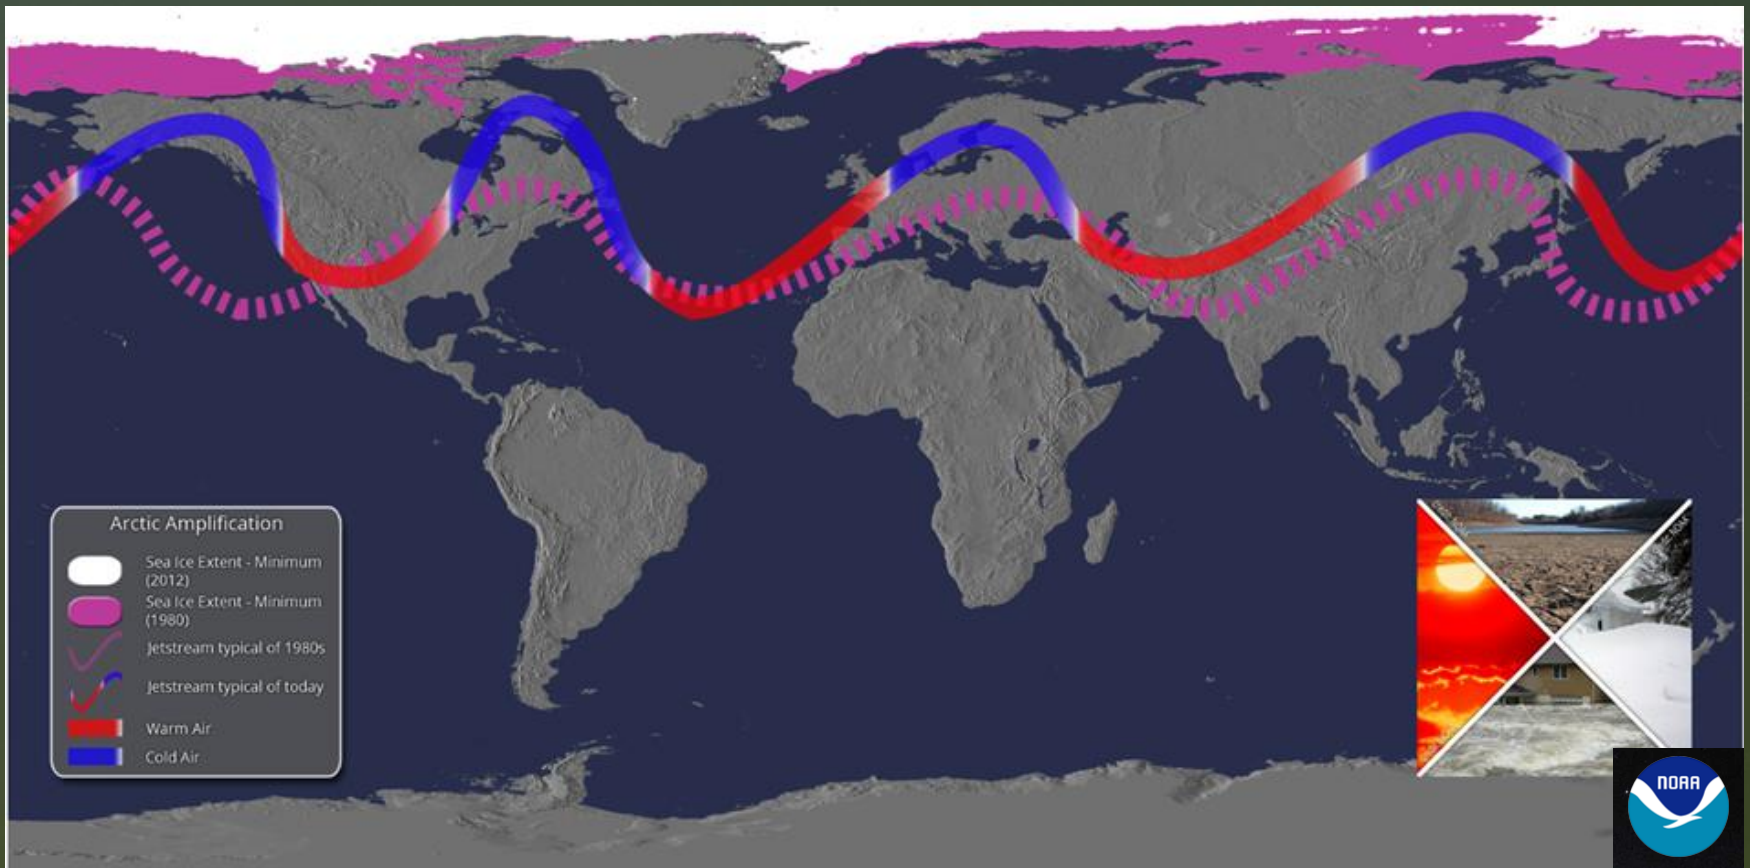 Arctic Amplification
Sea Ice Extent - Minimum
(2012)
Sea Ice Extent - Minimum
(1980)
Jetstream typical of 1980s
Jetstream typical of today
Warm Air
Cold Air
NOAA